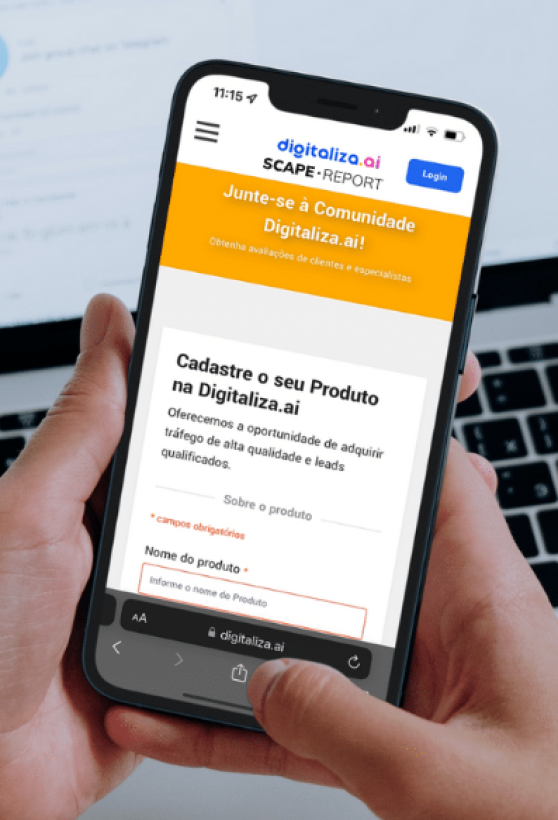 11:15
digitaliza.ai
SCAPE·REPORT
Login
Junte-se à Comunidade
Digitaliza.ai!
Obtenha avaliações de clientes e especialistas
Cadastre o seu Produto
na Digitaliza.ai
Oferecemos a oportunidade de adquirir
tráfego de alta qualidade e leads
qualificados.
Sobre o produto
* campos obrigatórios
Nome do produto *
Informe o nome do Produto
AA
digitaliza.ai